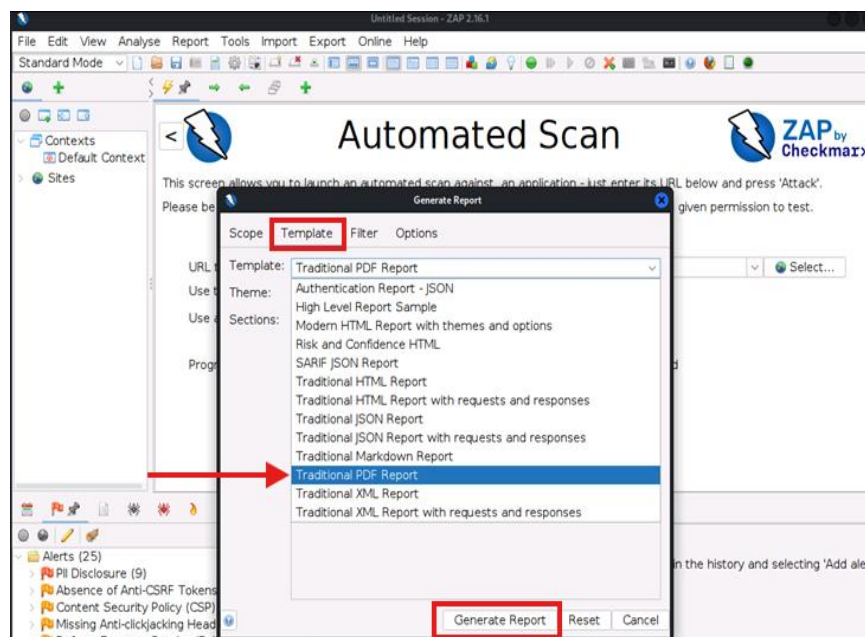 Untitled Session - ZAP 2.16.1
File Edit View Analyse Report Tools Import Export Online Help
Standard Mode
Contexts
Default Context
Sites
<
Automated Scan
ZAP by
Checkmarx
This screen allows you to launch an automated scan against an application - just enter its URL below and press 'Attack'.
Please be
given permission to test.
Generate Report
Scope Template Filter Options
URL
Template: Traditional PDF Report
Select...
Use
Theme:
Use
Sections:
Authentication Report - JSON
High Level Report Sample
Modern HTML Report with themes and options
Risk and Confidence HTML
SARIF JSON Report
Traditional HTML Report
Traditional HTML Report with requests and responses
Traditional JSON Report
Traditional JSON Report with requests and responses
Traditional Markdown Report
Traditional PDF Report
Traditional XML Report
Traditional XML Report with requests and responses
Progr
Alerts (25)
PII Disclosure (9)
Absence of Anti-CSRF Tokens
Content Security Policy (CSP)
Missing Anti-clickjacking Head
in the history and selecting 'Add ale
Generate Report Reset Cancel